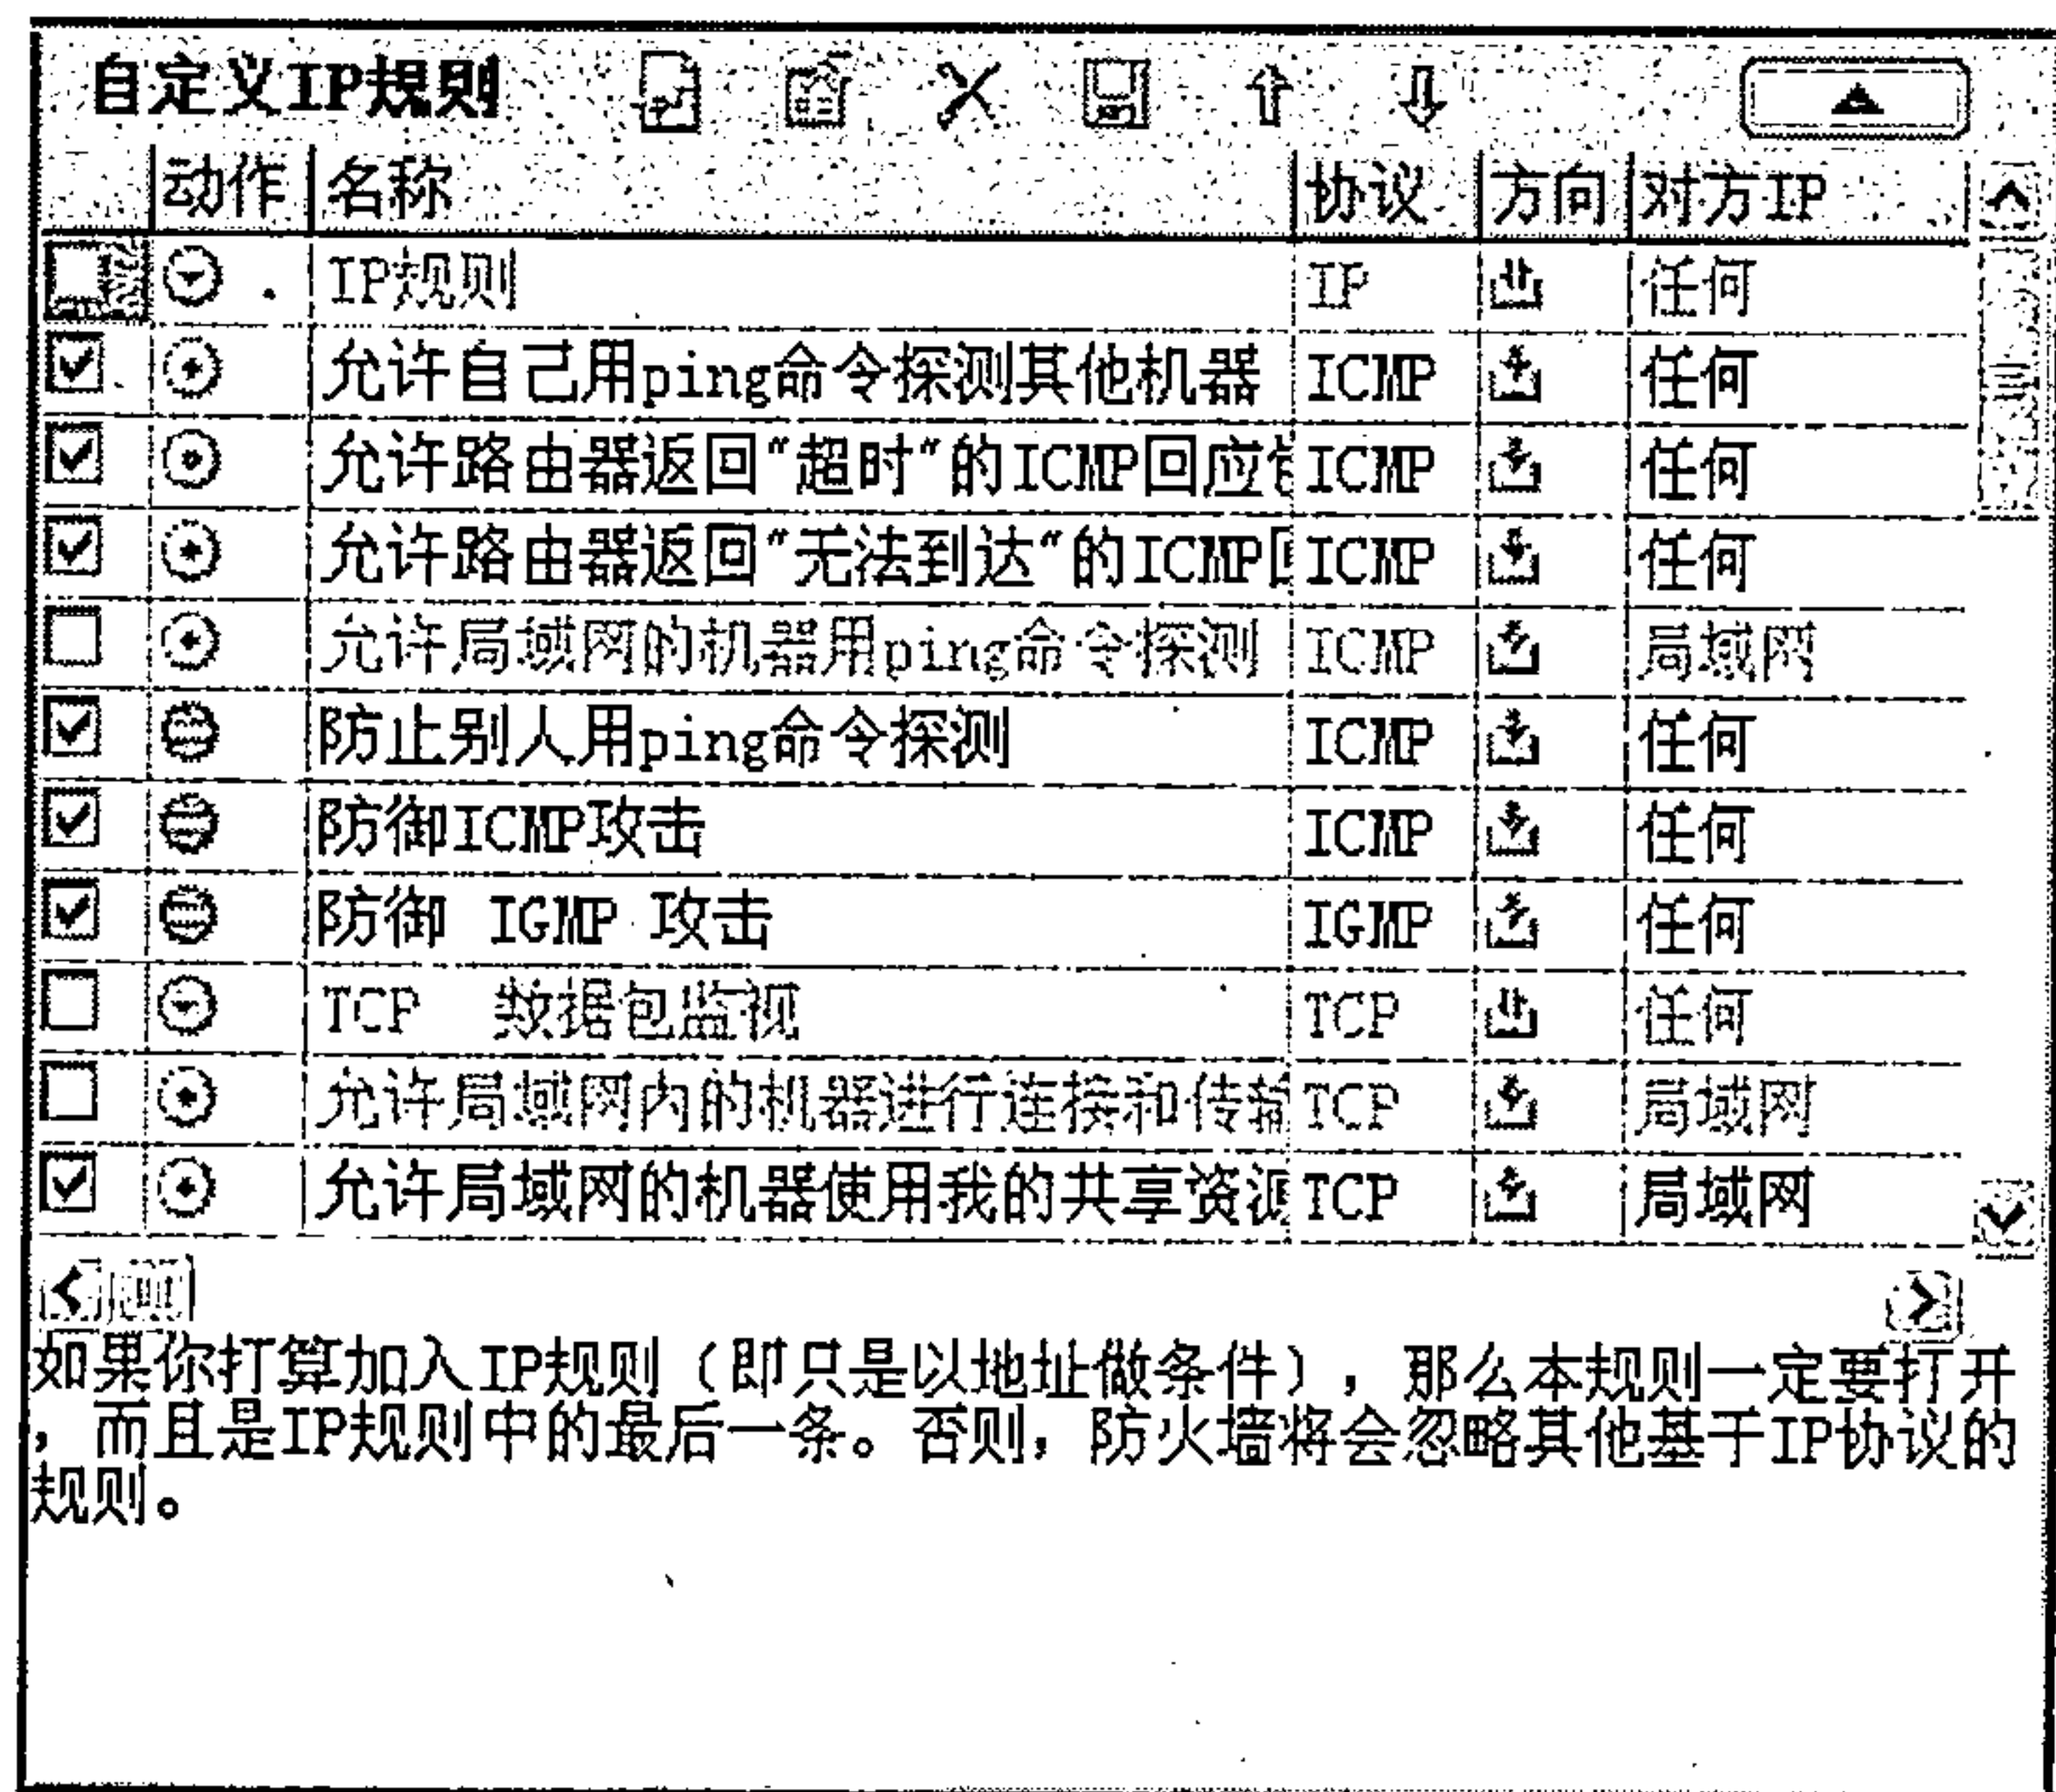 自定义IP规则
动作 名称 协议 方向 对方IP
IP规则 IP 任何
允许自己用ping命令探测其他机器 ICMP 任何
允许路由器返回"超时"的ICMP回应 ICMP 任何
允许路由器返回"无法到达"的ICMP ICMP 任何
允许局域网的机器用ping命令探测 ICMP 局域网
防止别人用ping命令探测 ICMP 任何
防御ICMP攻击 ICMP 任何
防御 IGMP 攻击 IGMP 任何
TCP 数据包监视 TCP 任何
允许局域网内的机器进行连接和传输 TCP 局域网
允许局域网的机器使用我的共享资源 TCP 局域网
如果你打算加入IP规则（即只是以地址做条件），那么本规则一定要打开
，而且是IP规则中的最后一条。否则，防火墙将会忽略其他基于IP协议的
规则。